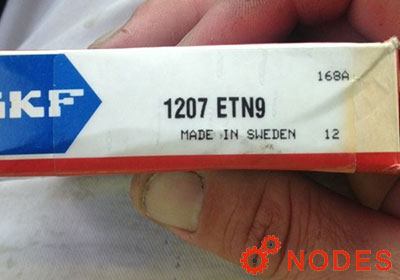 168A
SKF
1207 ETN9
MADE IN SWEDEN 12
NODES